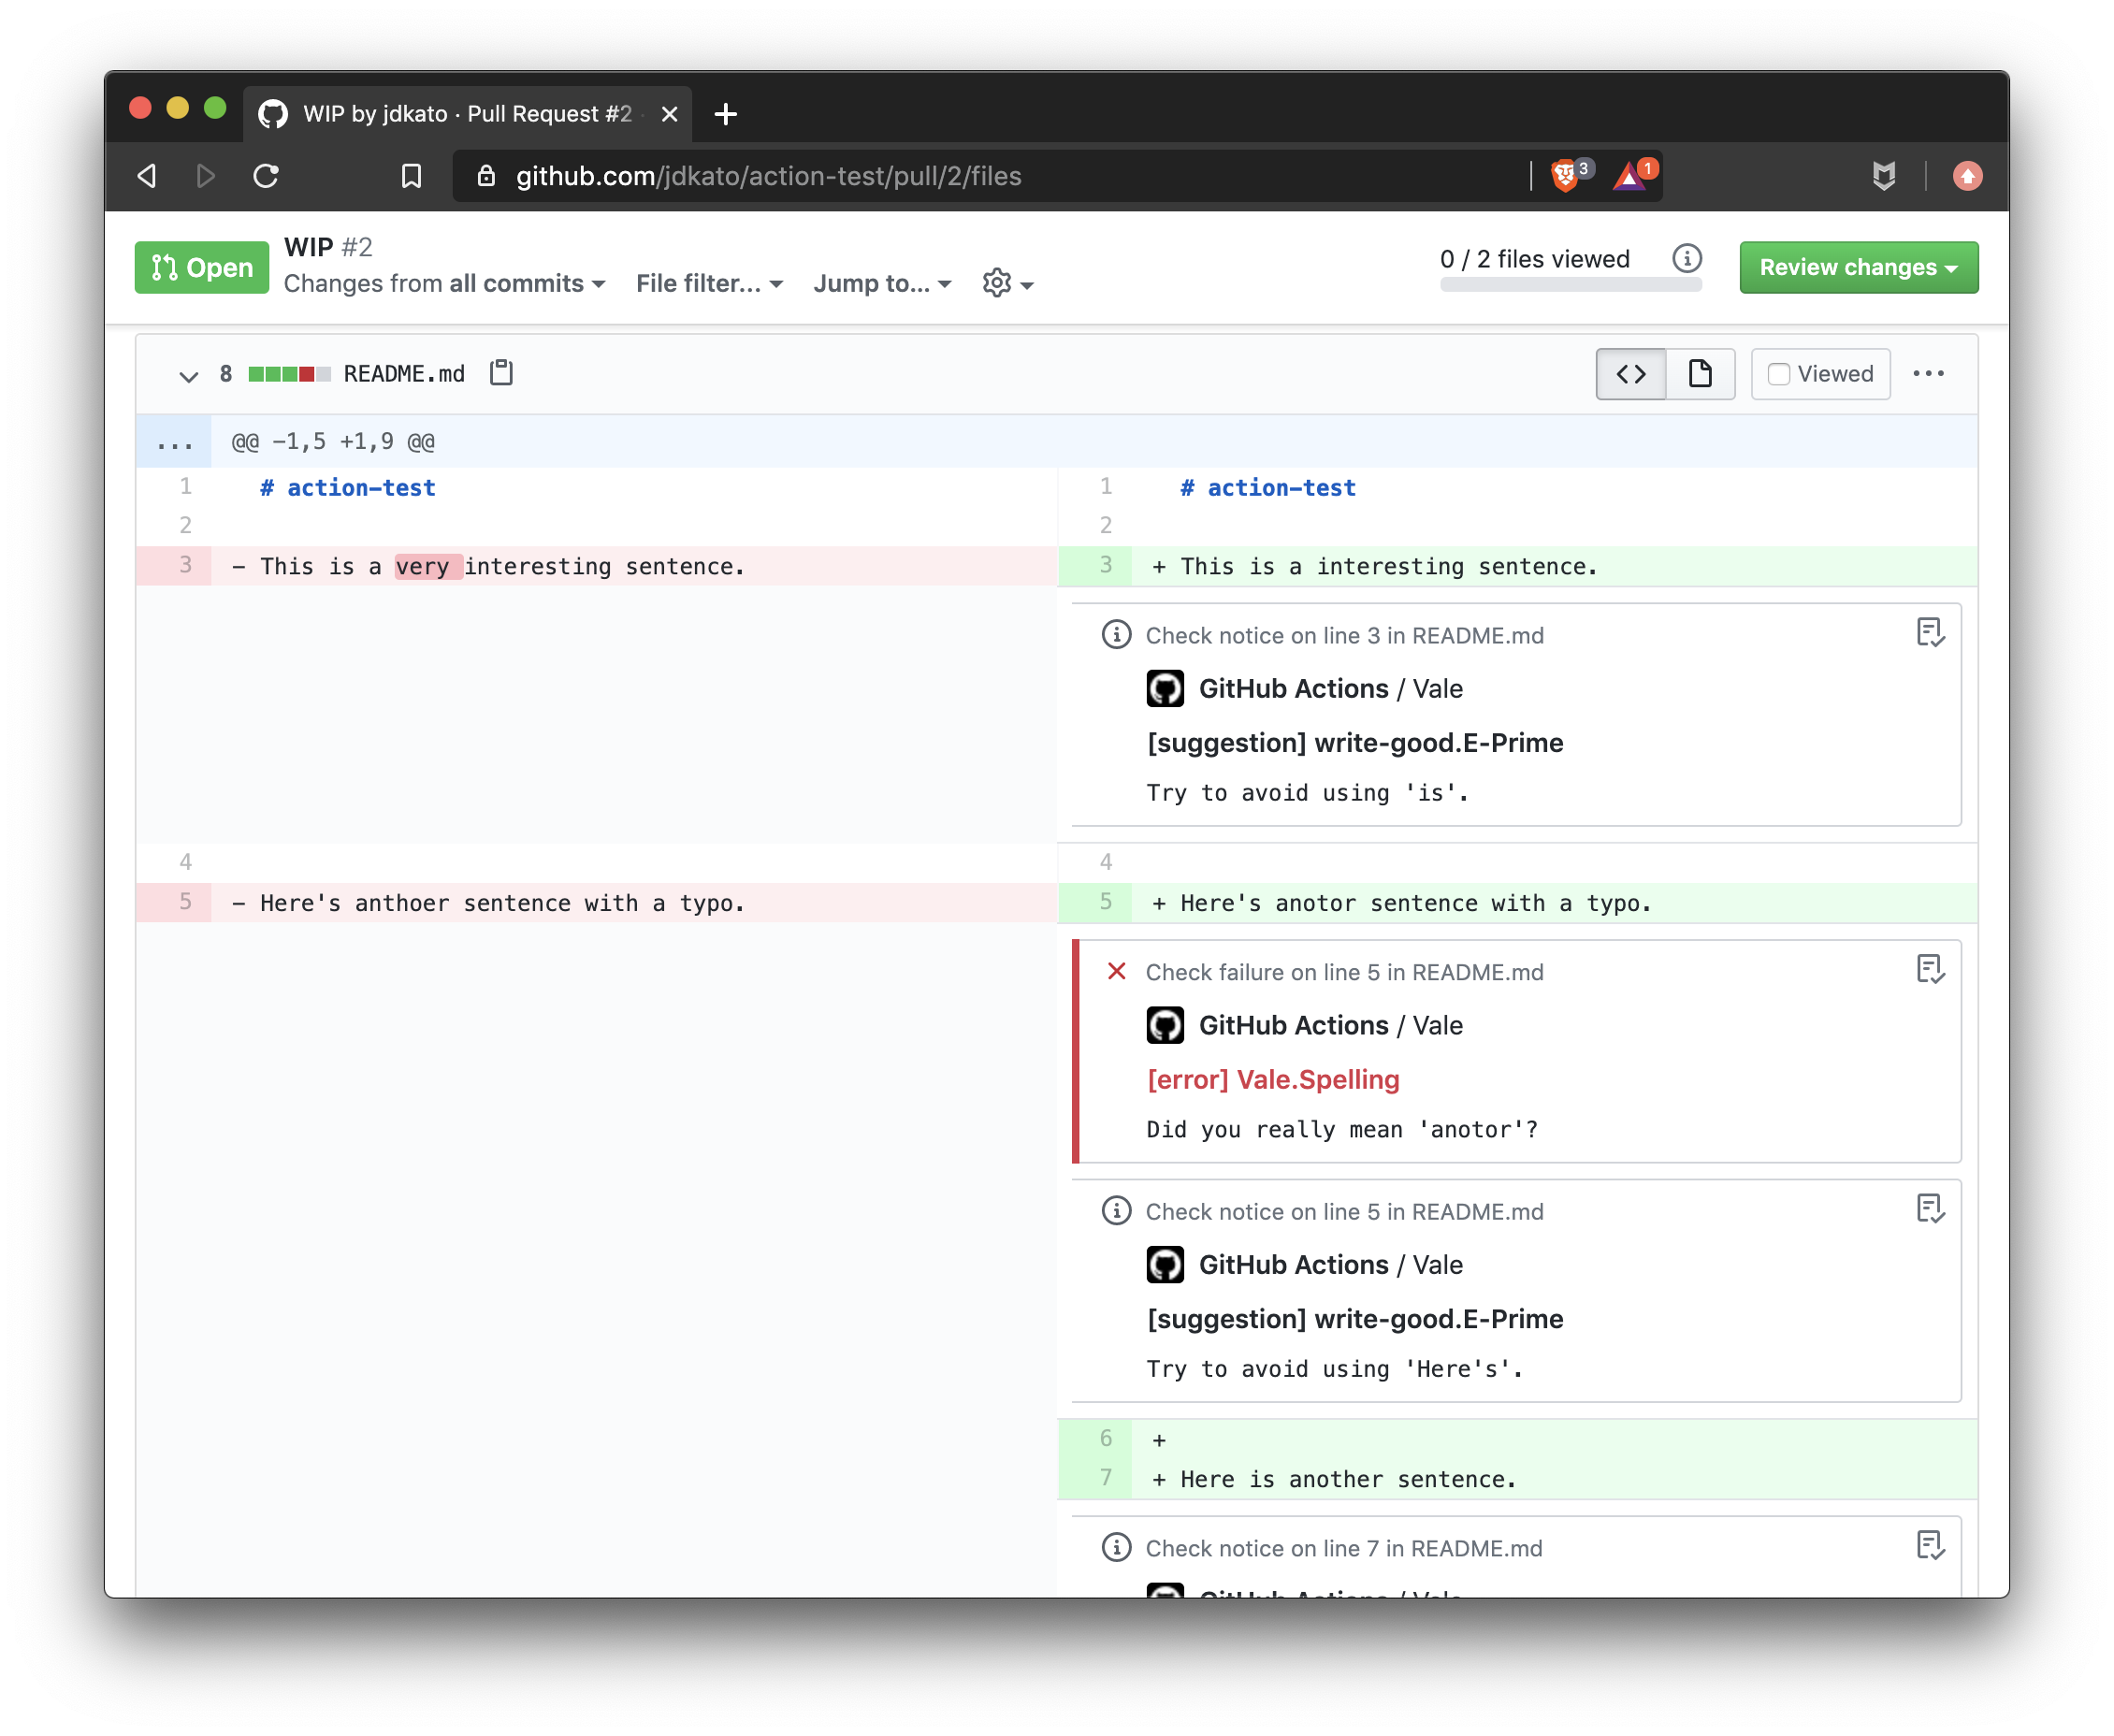 WIP by jdkato · Pull Request #2
github.com/jdkato/action-test/pull/2/files
3
1
Open
WIP #2
Changes from all commits
File filter...
Jump to...
0 / 2 files viewed
Review changes
8
README.md
Viewed
...
@@ -1,5 +1,9 @@
1 # action-test
1 # action-test
2
2
3 - This is a very interesting sentence.
3 + This is a interesting sentence.
Check notice on line 3 in README.md
GitHub Actions / Vale
[suggestion] write-good.E-Prime
Try to avoid using 'is'.
4
4
5 - Here's anthoer sentence with a typo.
5 + Here's anotor sentence with a typo.
Check failure on line 5 in README.md
GitHub Actions / Vale
[error] Vale.Spelling
Did you really mean 'anotor'?
Check notice on line 5 in README.md
GitHub Actions / Vale
[suggestion] write-good.E-Prime
Try to avoid using 'Here's'.
6 +
7 + Here is another sentence.
Check notice on line 7 in README.md
GitHub Actions / Vale